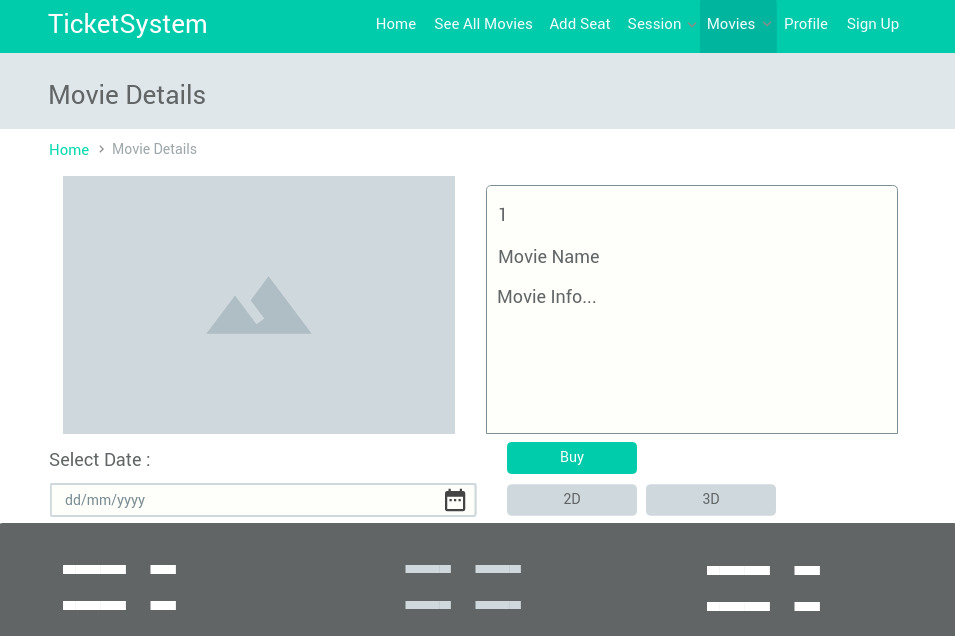 TicketSystem
Home See All Movies Add Seat Session Movies Profile Sign Up
Movie Details
Home > Movie Details
1
Movie Name
Movie Info...
Select Date :
dd/mm/yyyy
Buy
2D 3D